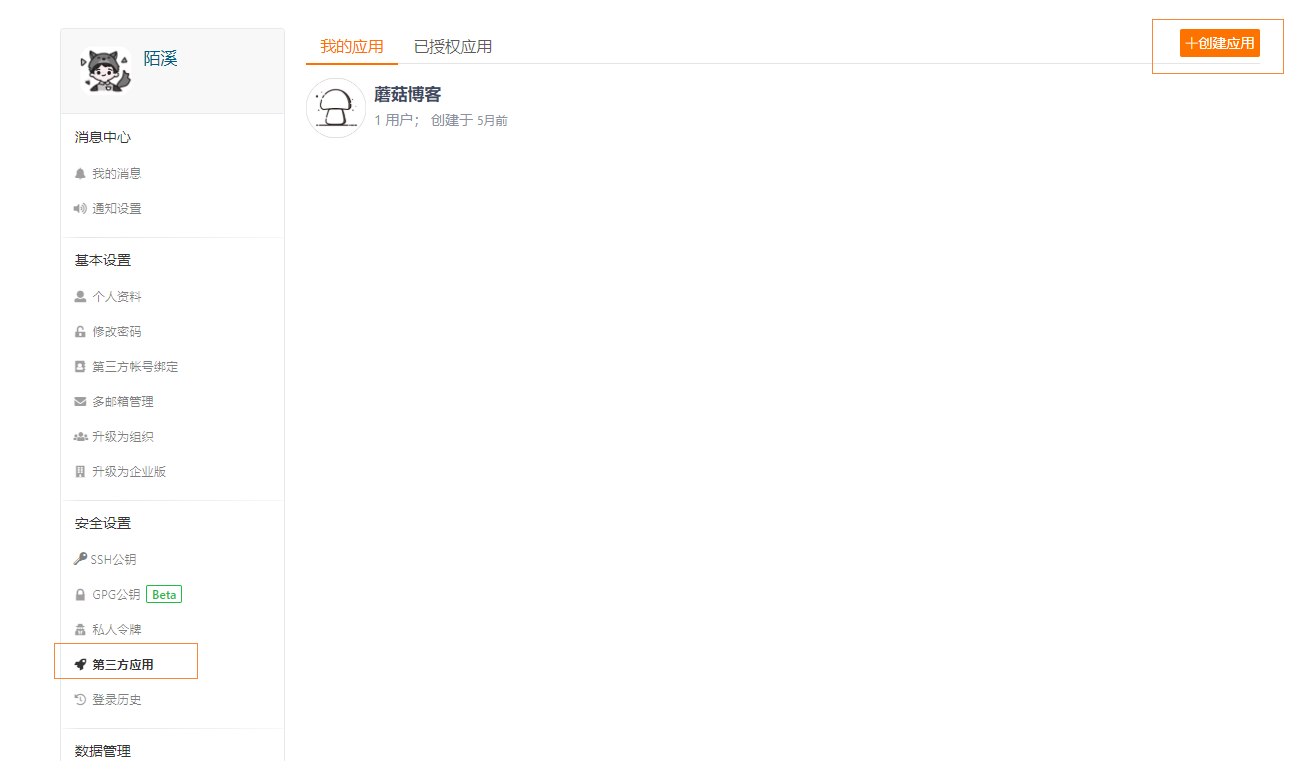 陌溪
消息中心
我的消息
通知设置
基本设置
个人资料
修改密码
第三方帐号绑定
多邮箱管理
升级为组织
升级为企业版
安全设置
SSH公钥
GPG公钥 Beta
私人令牌
第三方应用
登录历史
数据管理
我的应用 已授权应用
+创建应用
蘑菇博客
1 用户； 创建于 5月前